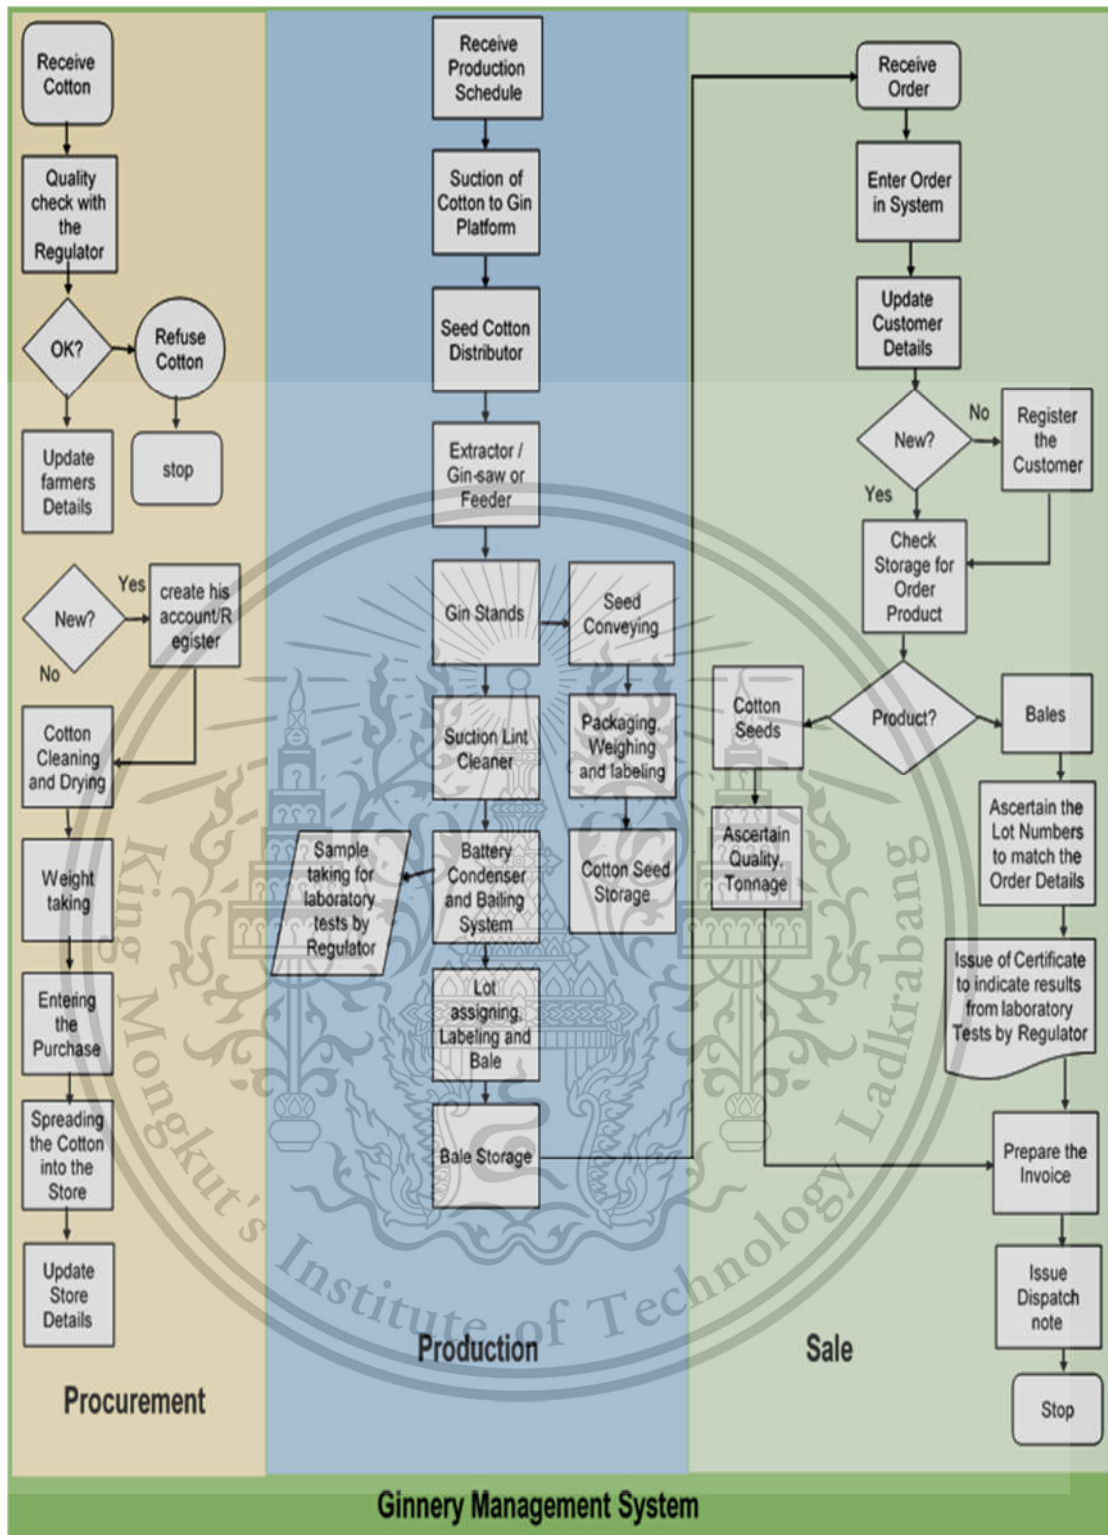 Receive
Cotton
Quality
check with
the
Regulator
OK?
Refuse
Cotton
Update
farmers
Details
stop
New?
Yes
create his
account/R
egister
No
Cotton
Cleaning
and Drying
Weight
taking
Entering
the
Purchase
Spreading
the Cotton
into the
Store
Update
Store
Details
Procurement
Receive
Production
Schedule
Suction of
Cotton to Gin
Platform
Seed Cotton
Distributor
Extractor /
Gin-saw or
Feeder
Gin Stands
Seed
Conveying
Suction Lint
Cleaner
Packaging,
Weighing
and labeling
Sample
taking for
laboratory
tests by
Regulator
Battery
Condenser
and Bailing
System
Cotton Seed
Storage
Lot
assigning,
Labeling and
Bale
Bale Storage
Production
Receive
Order
Enter Order
in System
Update
Customer
Details
New?
No
Register
the
Customer
Yes
Check
Storage for
Order
Product
Cotton
Seeds
Product?
Bales
Ascertain
Quality,
Tonnage
Ascertain the
Lot Numbers
to match the
Order Details
Issue of Certificate
to indicate results
from laboratory
Tests by Regulator
Prepare the
Invoice
Issue
Dispatch
note
Stop
Sale
Ginnery Management System
King Mongkut's Institute of Technology Ladkrabang